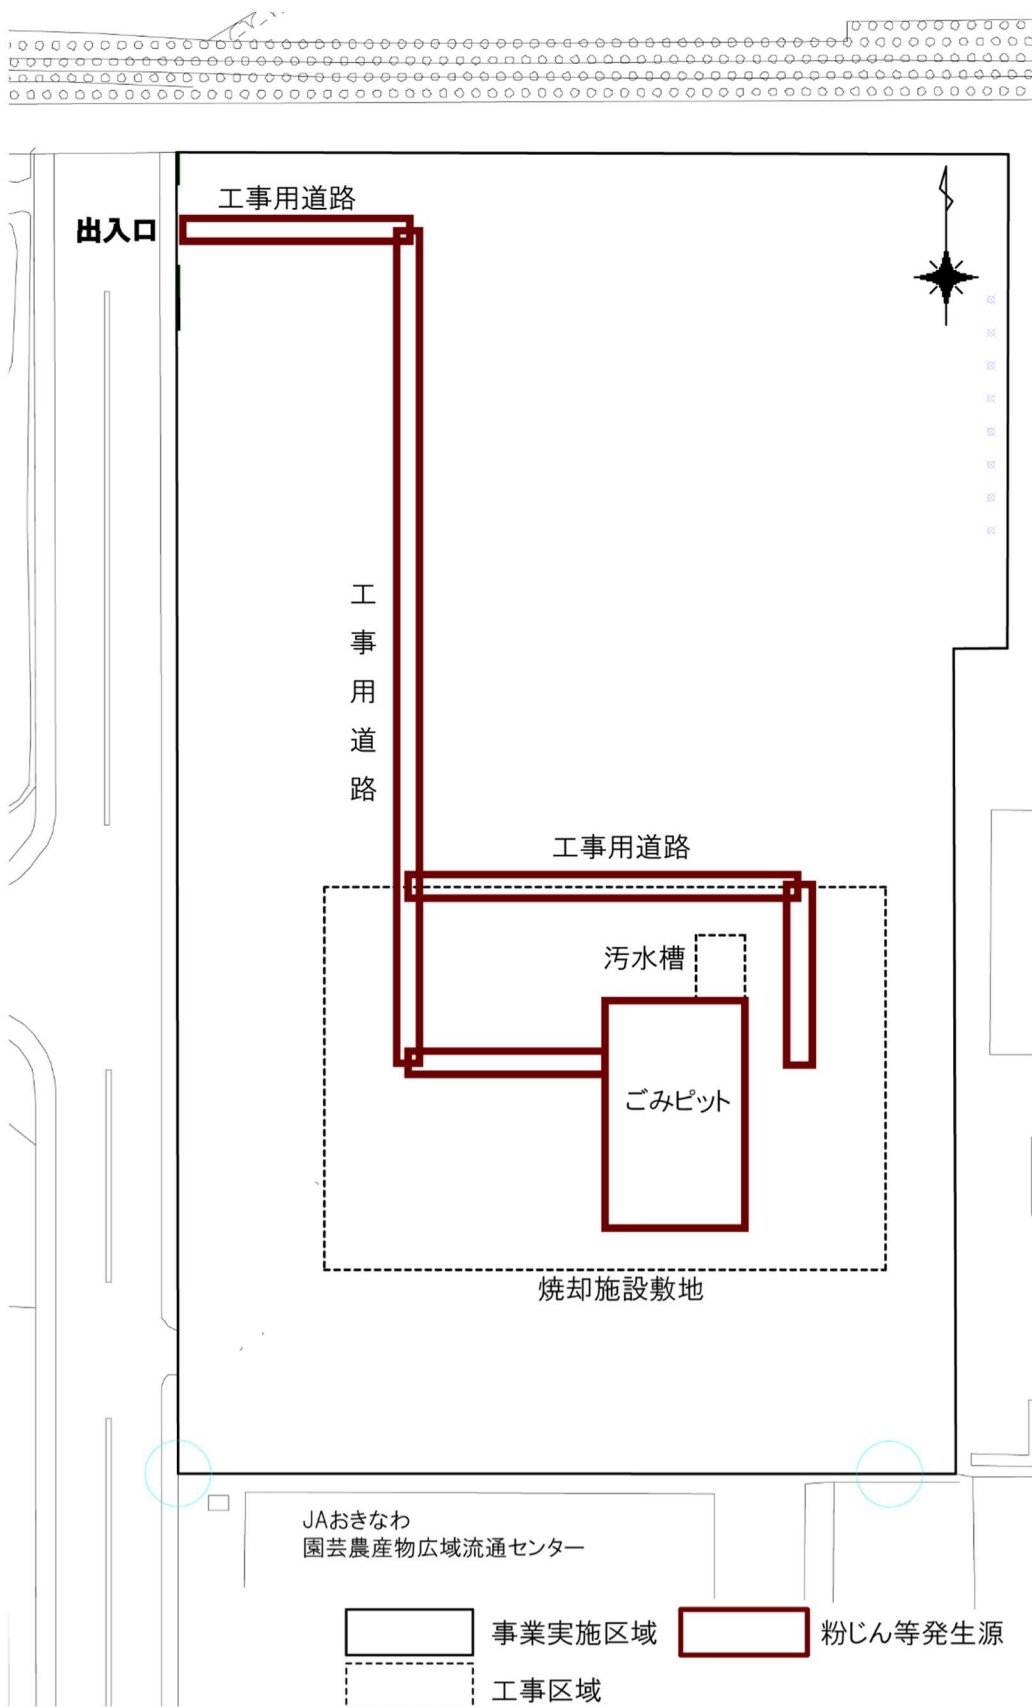 工事用道路
出入口
工事用道路
工事用道路
汚水槽
ごみピット
焼却施設敷地
JAおきなわ
園芸農産物広域流通センター
事業実施区域
粉じん等発生源
工事区域